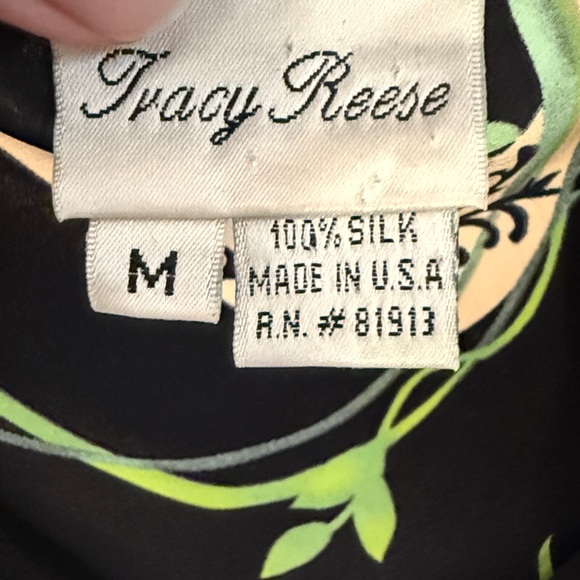 Tracy Reese
M
100% SILK
MADE IN U.S.A
R.N. # 81913